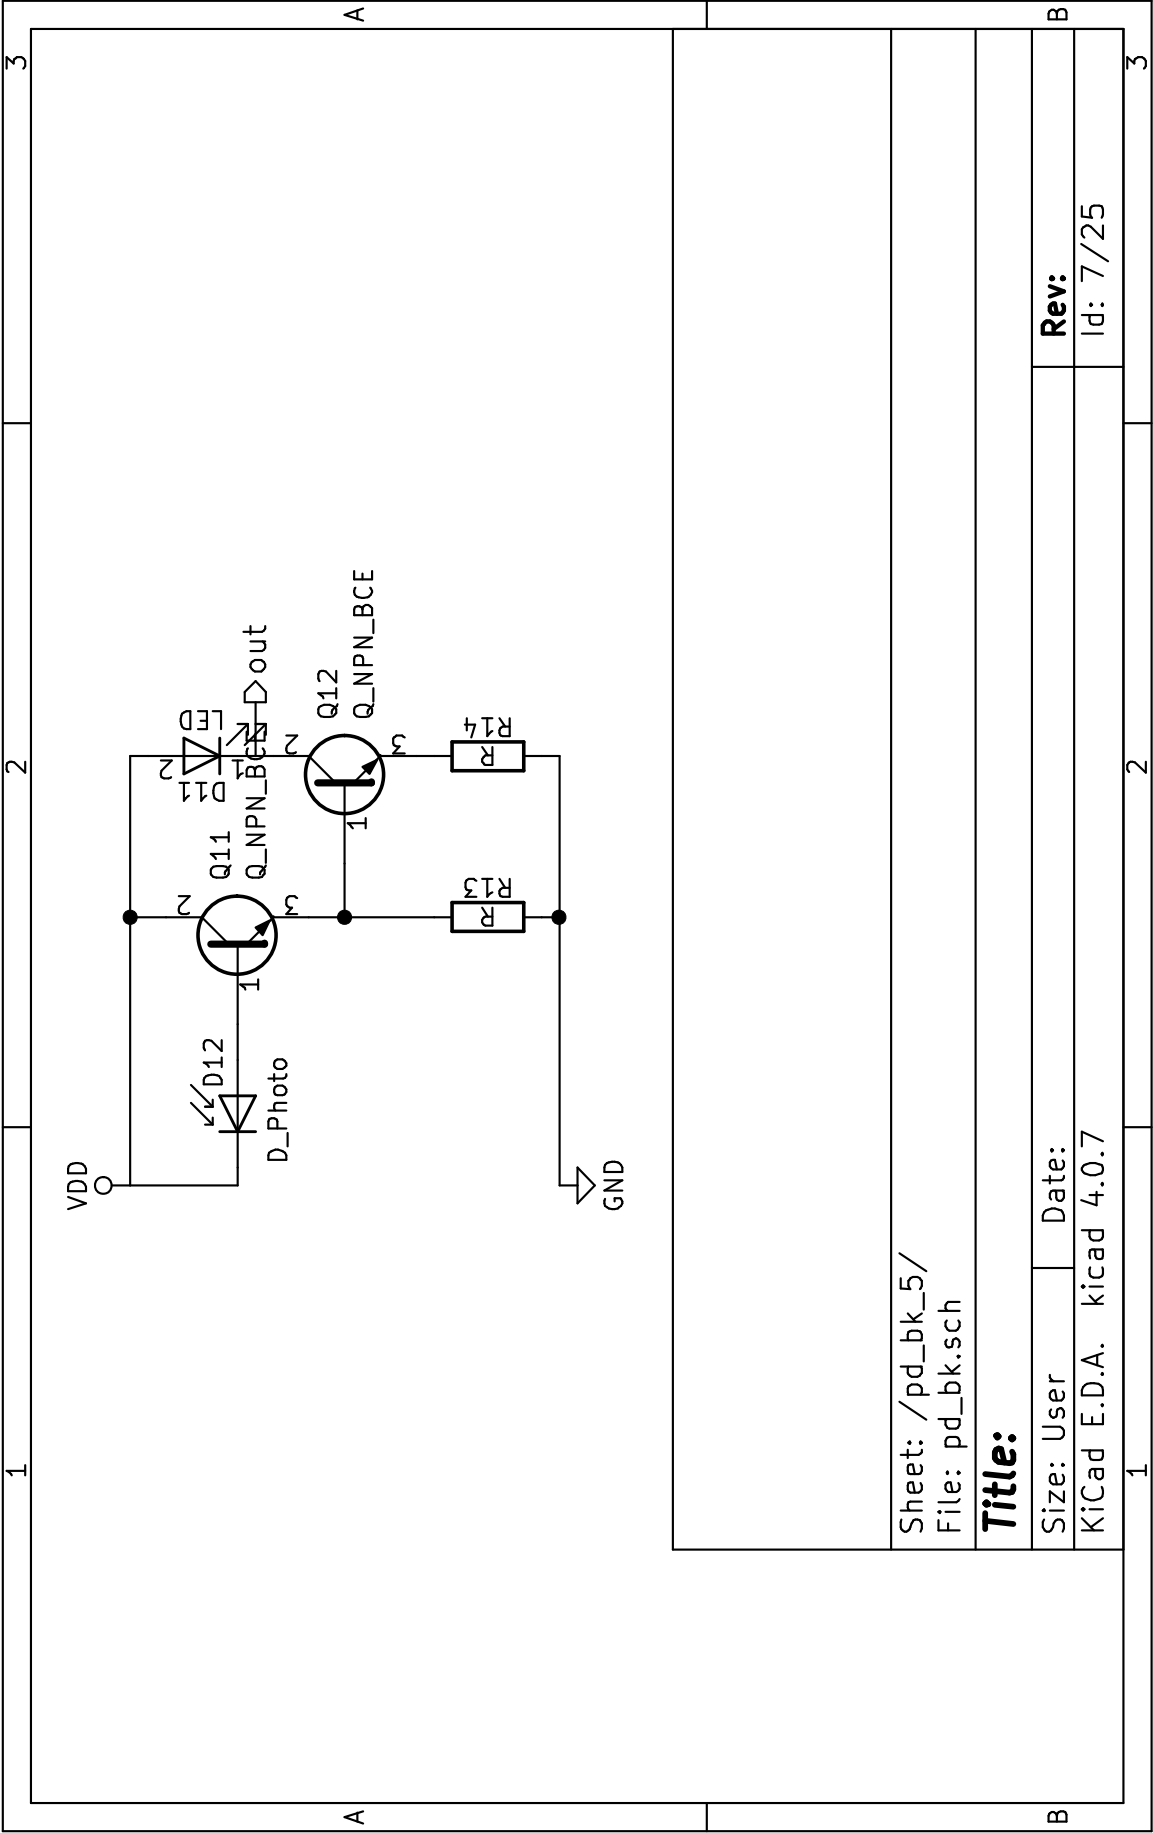 3
2
1
3
2
1
A
B
A
B
VDD
GND
D12
D_Photo
Q11
Q_NPN_BCE
1
2
3
D11
LED
2
1
out
Q12
Q_NPN_BCE
1
2
3
R13
R
R14
R
Sheet: /pd_bk_5/
File: pd_bk.sch
Title:
Size: User
Date:
Rev:
KiCad E.D.A.  kicad 4.0.7
Id: 7/25